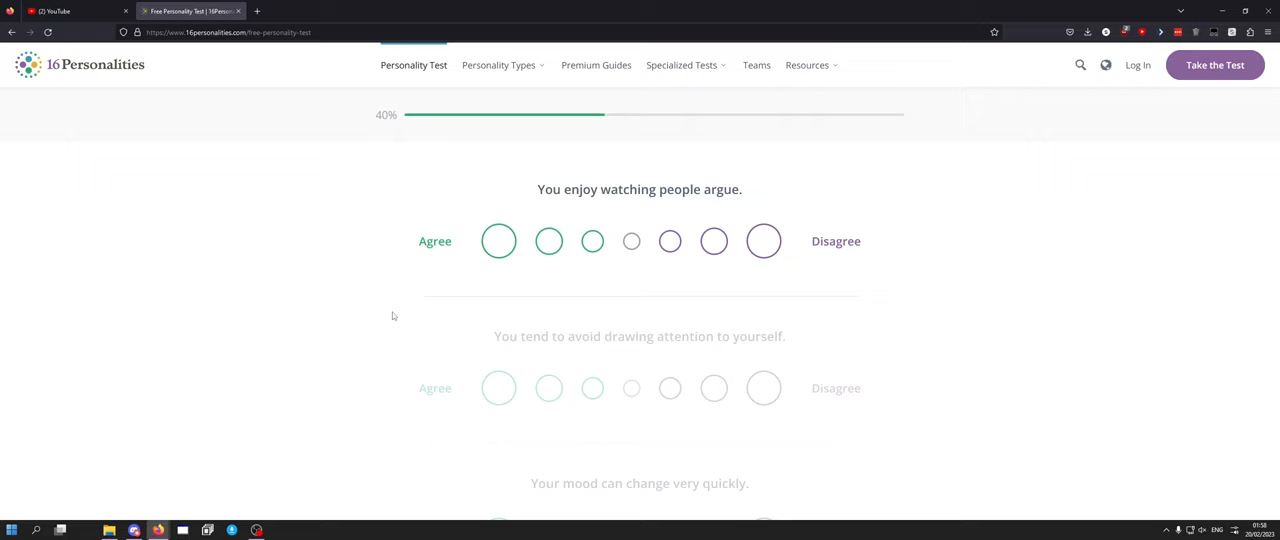 (2) YouTube
Free Personality Test | 16Person
https://www.16personalities.com/free-personality-test
2
16Personalities
Personality Test
Personality Types
Premium Guides
Specialized Tests
Teams
Resources
Log In
Take the Test
40%
You enjoy watching people argue.
Agree
Disagree
You tend to avoid drawing attention to yourself.
Agree
Disagree
Your mood can change very quickly.
ENG
01:58
20/02/2023